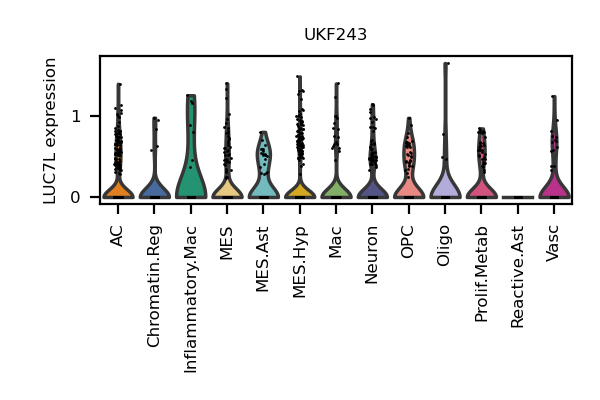 UKF243
LUC7L expression
1
0
AC
Chromatin.Reg
Inflammatory.Mac
MES
MES.Ast
MES.Hyp
Mac
Neuron
OPC
Oligo
Prolif.Metab
Reactive.Ast
Vasc